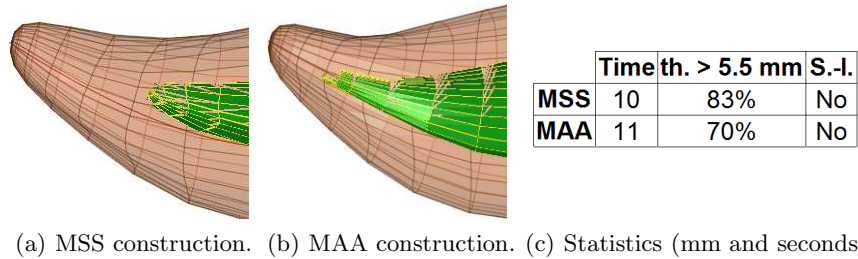 Time th. > 5.5 mm S.-I.
MSS 10 83% No
MAA 11 70% No
(a) MSS construction. (b) MAA construction. (c) Statistics (mm and seconds